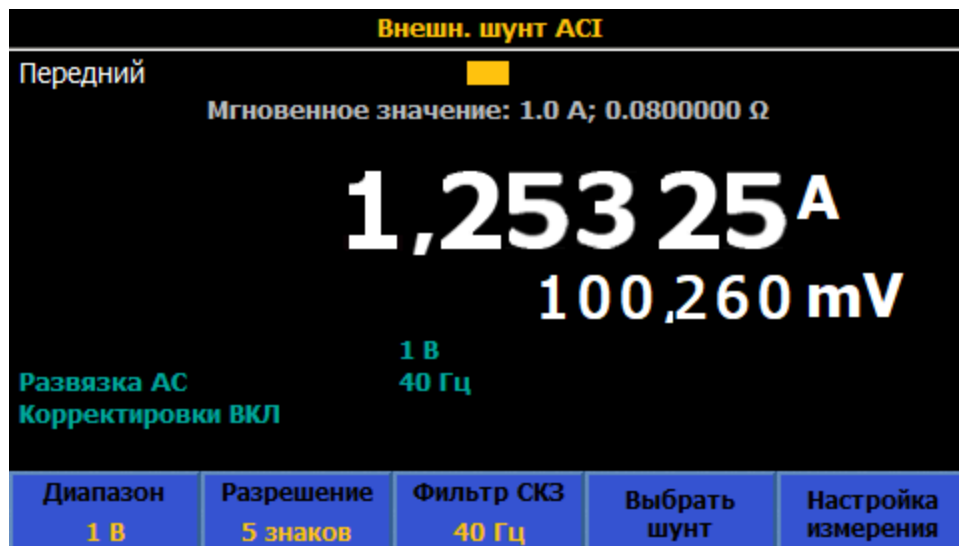 Внешн. шунт ACI
Передний
Мгновенное значение: 1.0 A; 0.0800000 Ω
1,253 25 A
100,260 mV
1 В
Развязка AC 40 Гц
Корректировки ВКЛ
Диапазон Разрешение Фильтр СКЗ Выбрать шунт Настройка измерения
1 В 5 знаков 40 Гц